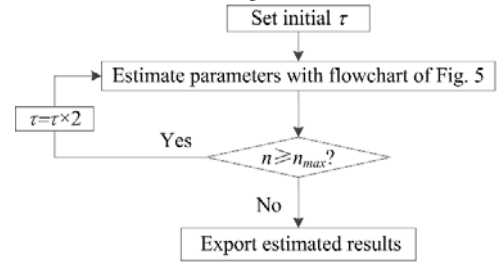 Set initial τ
Estimate parameters with flowchart of Fig. 5
τ=τ×2
Yes
n⩾nmax?
No
Export estimated results